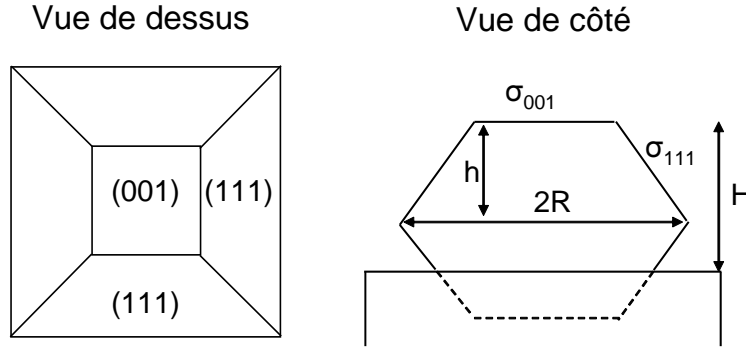 Vue de dessus
Vue de côté
(001)
(111)
(111)
σ001
σ111
h
2R
H